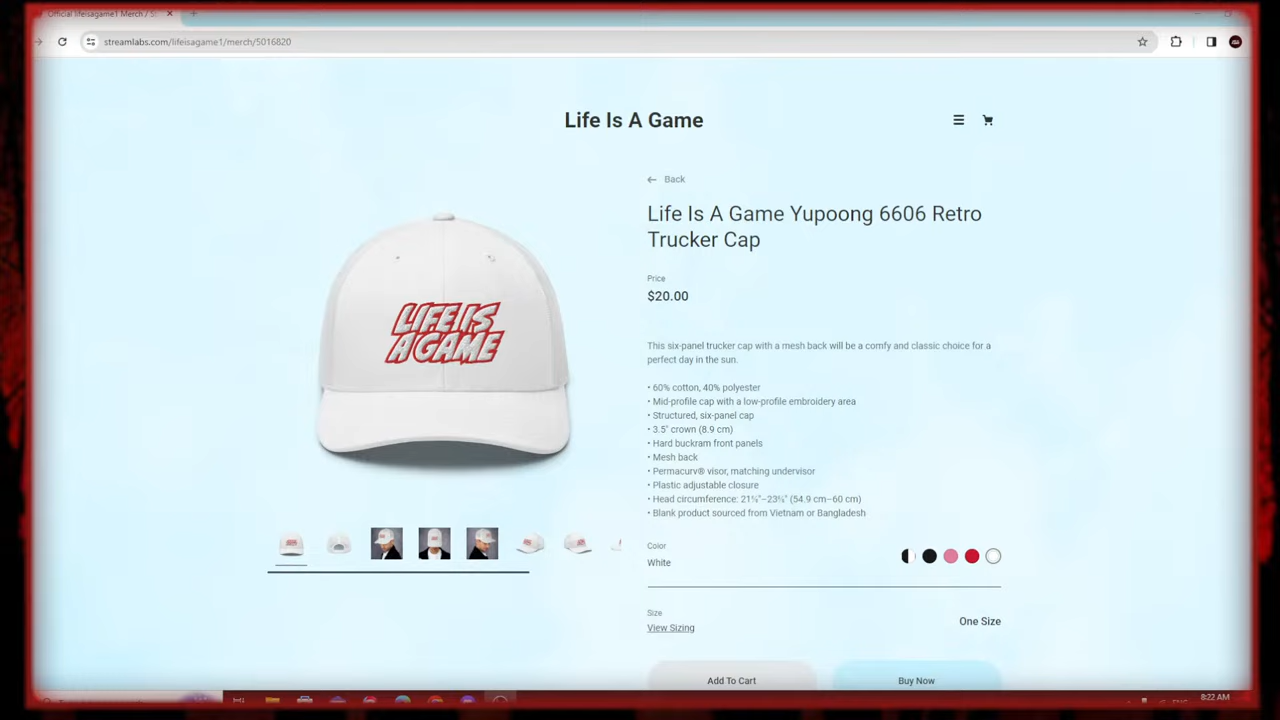 Official lifeisagame1 Merch / S
streamlabs.com/lifeisagame1/merch/5016820
Life Is A Game
Back
Life Is A Game Yupoong 6606 Retro
Trucker Cap
Price
$20.00
LIFE IS
A GAME
This six-panel trucker cap with a mesh back will be a comfy and classic choice for a
perfect day in the sun.
• 60% cotton, 40% polyester
• Mid-profile cap with a low-profile embroidery area
• Structured, six-panel cap
• 3.5" crown (8.9 cm)
• Hard buckram front panels
• Mesh back
• Permacurv® visor, matching undervisor
• Plastic adjustable closure
• Head circumference: 21⅝"–23⅝" (54.9 cm–60 cm)
• Blank product sourced from Vietnam or Bangladesh
Color
White
Size
View Sizing
One Size
Add To Cart
Buy Now
8:22 AM